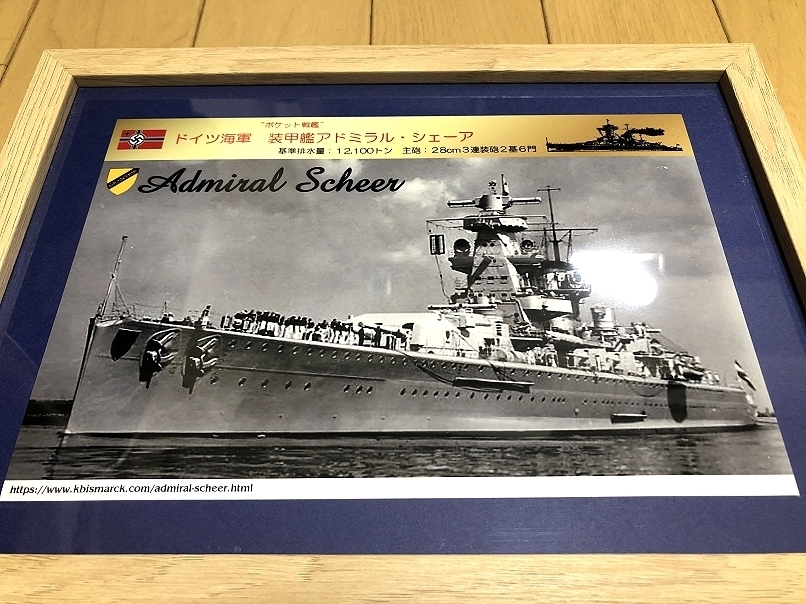 "ポケット戦艦"
ドイツ海軍　装甲艦アドミラル・シェーア
基準排水量：12,100トン　主砲：28cm3連装砲2基6門
Admiral Scheer
https://www.kbismarck.com/admiral-scheer.html